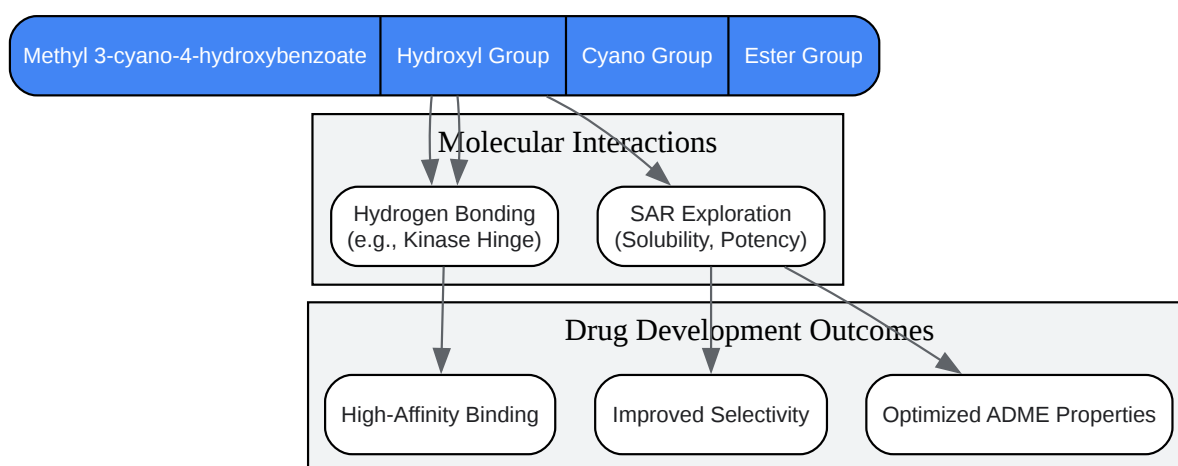 Methyl 3-cyano-4-hydroxybenzoate
Hydroxyl Group
Cyano Group
Ester Group
Molecular Interactions
Hydrogen Bonding
(e.g., Kinase Hinge)
SAR Exploration
(Solubility, Potency)
Drug Development Outcomes
High-Affinity Binding
Improved Selectivity
Optimized ADME Properties